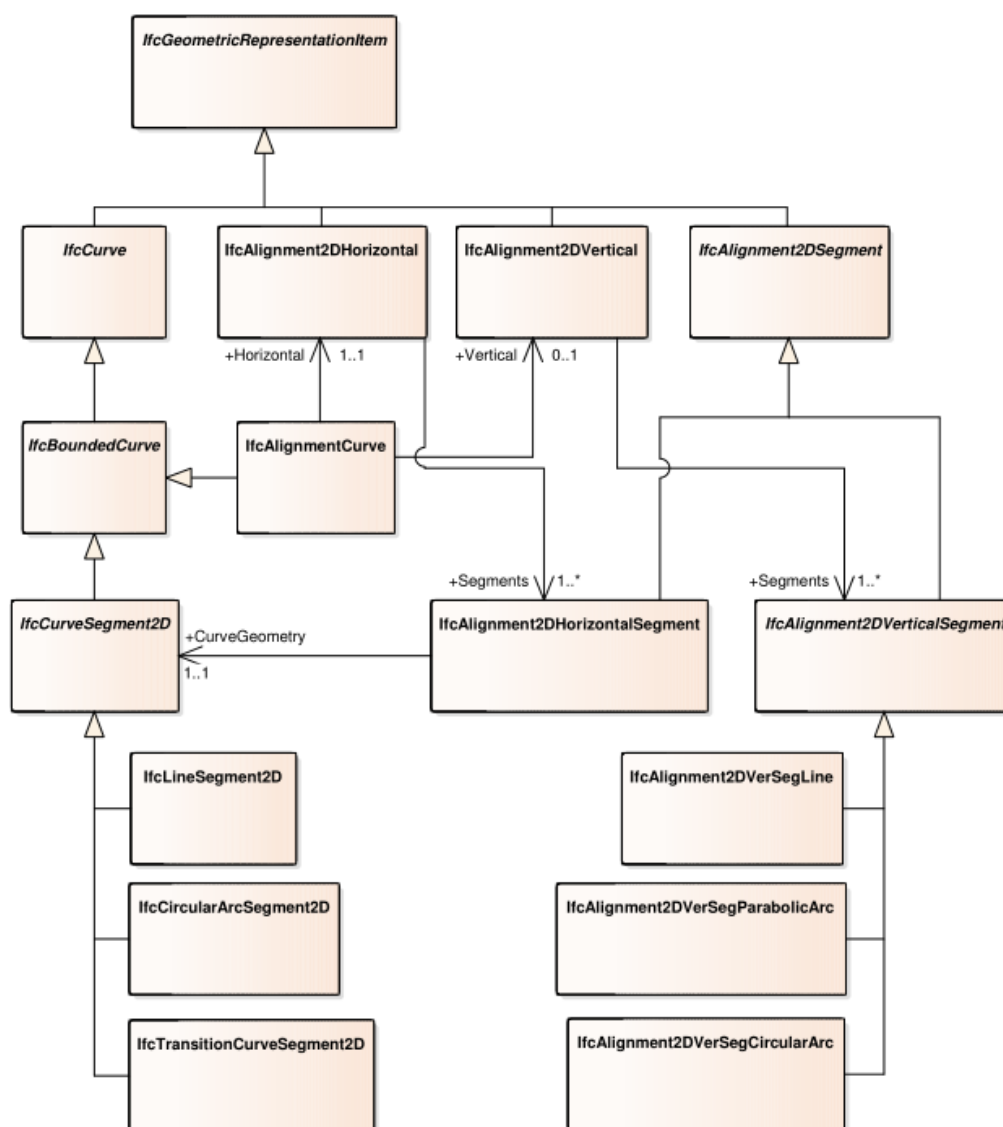 IfcGeometricRepresentationItem
IfcCurve
IfcAlignment2DHorizontal
IfcAlignment2DVertical
IfcAlignment2DSegment
+Horizontal
1..1
+Vertical
0..1
IfcBoundedCurve
IfcAlignmentCurve
+Segments
1..*
+Segments
1..*
IfcCurveSegment2D
+CurveGeometry
1..1
IfcAlignment2DHorizontalSegment
IfcAlignment2DVerticalSegment
IfcLineSegment2D
IfcAlignment2DVerSegLine
IfcCircularArcSegment2D
IfcAlignment2DVerSegParabolicArc
IfcTransitionCurveSegment2D
IfcAlignment2DVerSegCircularArc